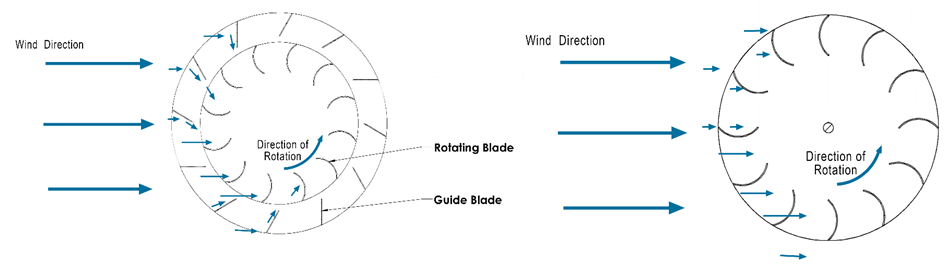 Wind Direction
Direction of
Rotation
Rotating Blade
Guide Blade
Wind Direction
Direction of
Rotation